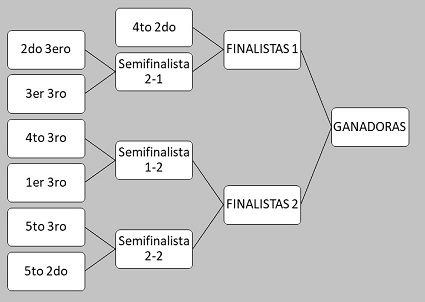 4to 2do
2do 3ero
FINALISTAS 1
Semifinalista
2-1
3er 3ro
GANADORAS
4to 3ro
Semifinalista
1-2
1er 3ro
FINALISTAS 2
5to 3ro
Semifinalista
2-2
5to 2do